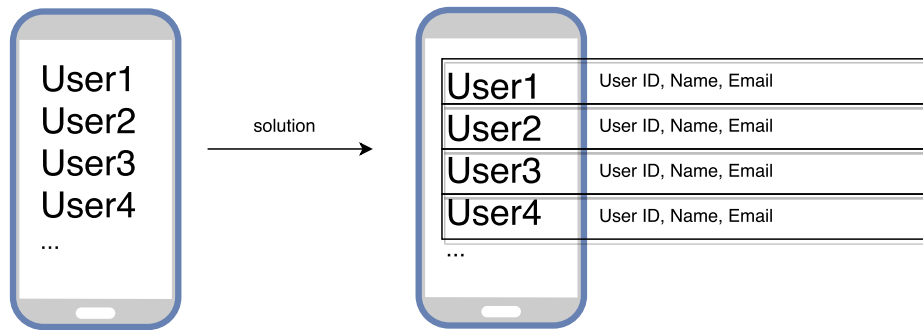 User1
User2
User3
User4
...
solution
User1 User ID, Name, Email
User2 User ID, Name, Email
User3 User ID, Name, Email
User4 User ID, Name, Email
...